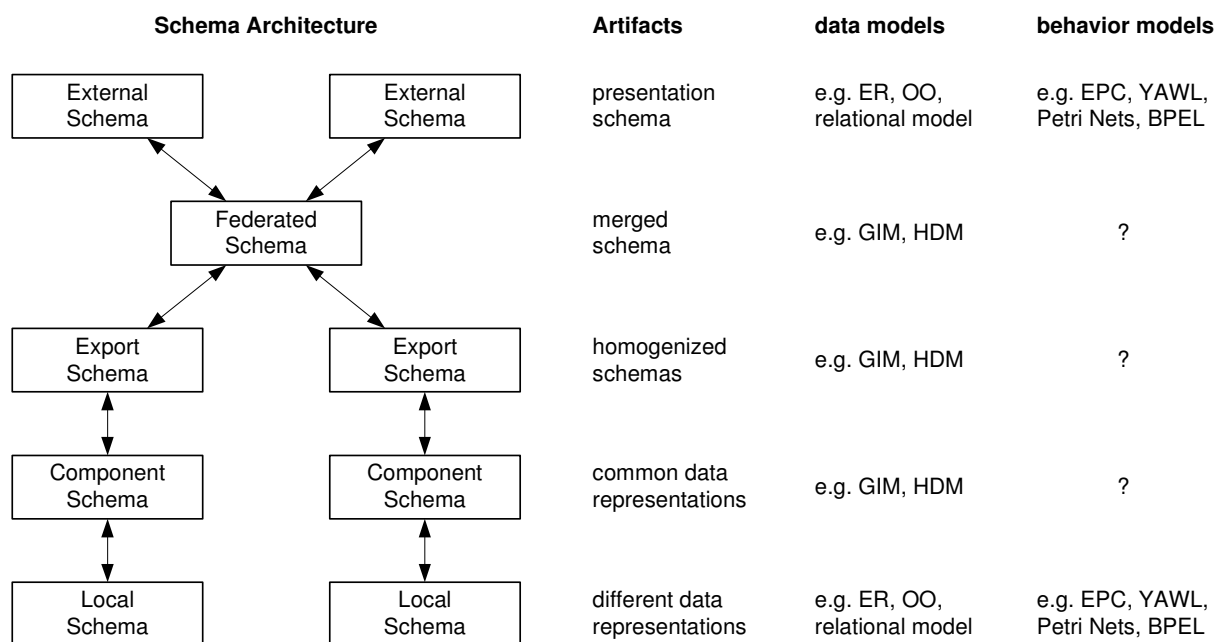 Schema Architecture
Artifacts
data models
behavior models
External
Schema
External
Schema
presentation
schema
e.g. ER, OO,
relational model
e.g. EPC, YAWL,
Petri Nets, BPEL
Federated
Schema
merged
schema
e.g. GIM, HDM
?
Export
Schema
Export
Schema
homogenized
schemas
e.g. GIM, HDM
?
Component
Schema
Component
Schema
common data
representations
e.g. GIM, HDM
?
Local
Schema
Local
Schema
different data
representations
e.g. ER, OO,
relational model
e.g. EPC, YAWL,
Petri Nets, BPEL